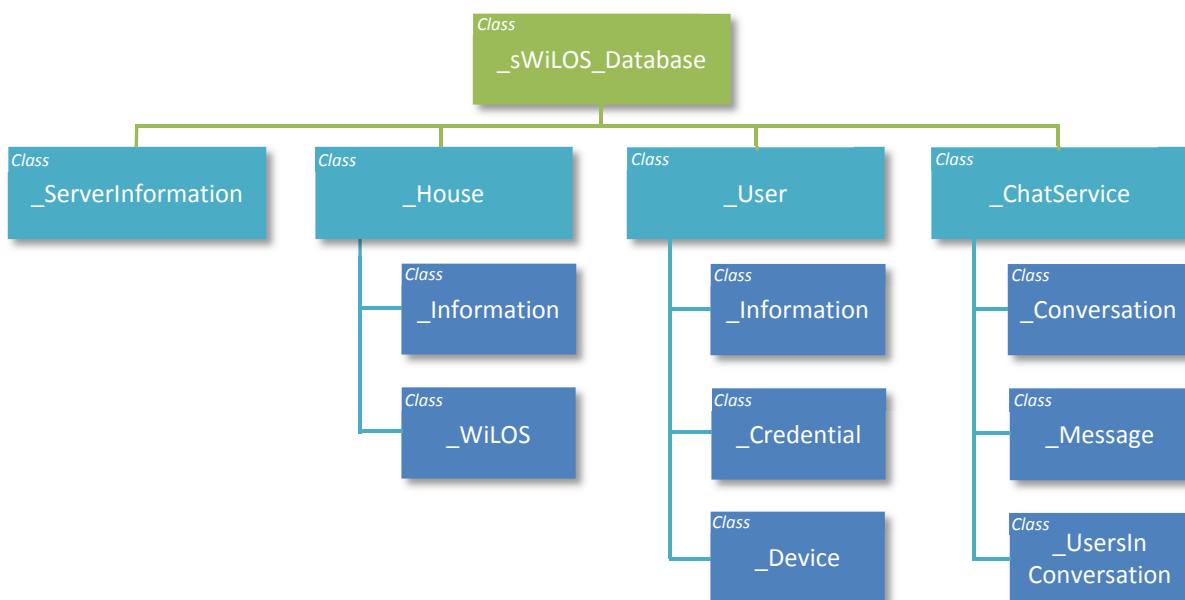 Class
_sWiLOS_Database
Class
_ServerInformation
Class
_House
Class
_User
Class
_ChatService
Class
_Information
Class
_Information
Class
_Conversation
Class
_WiLOS
Class
_Credential
Class
_Message
Class
_Device
Class
_UsersIn
Conversation